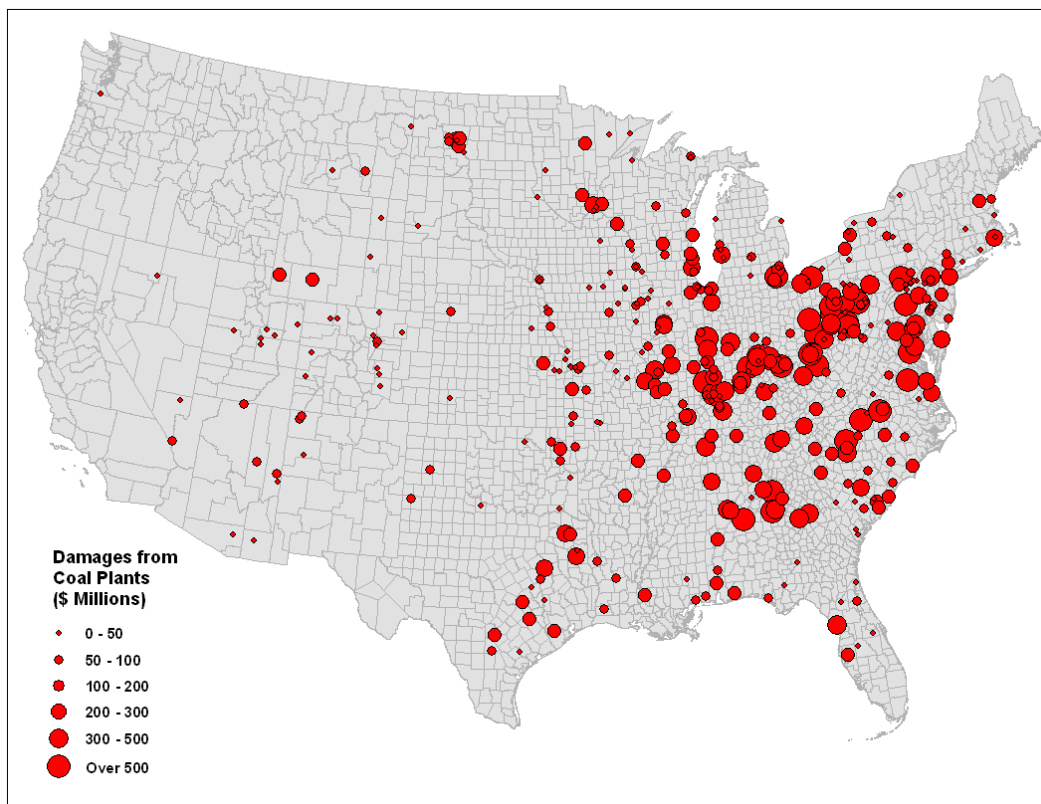 Damages from
Coal Plants
($ Millions)
0 - 50
50 - 100
100 - 200
200 - 300
300 - 500
Over 500